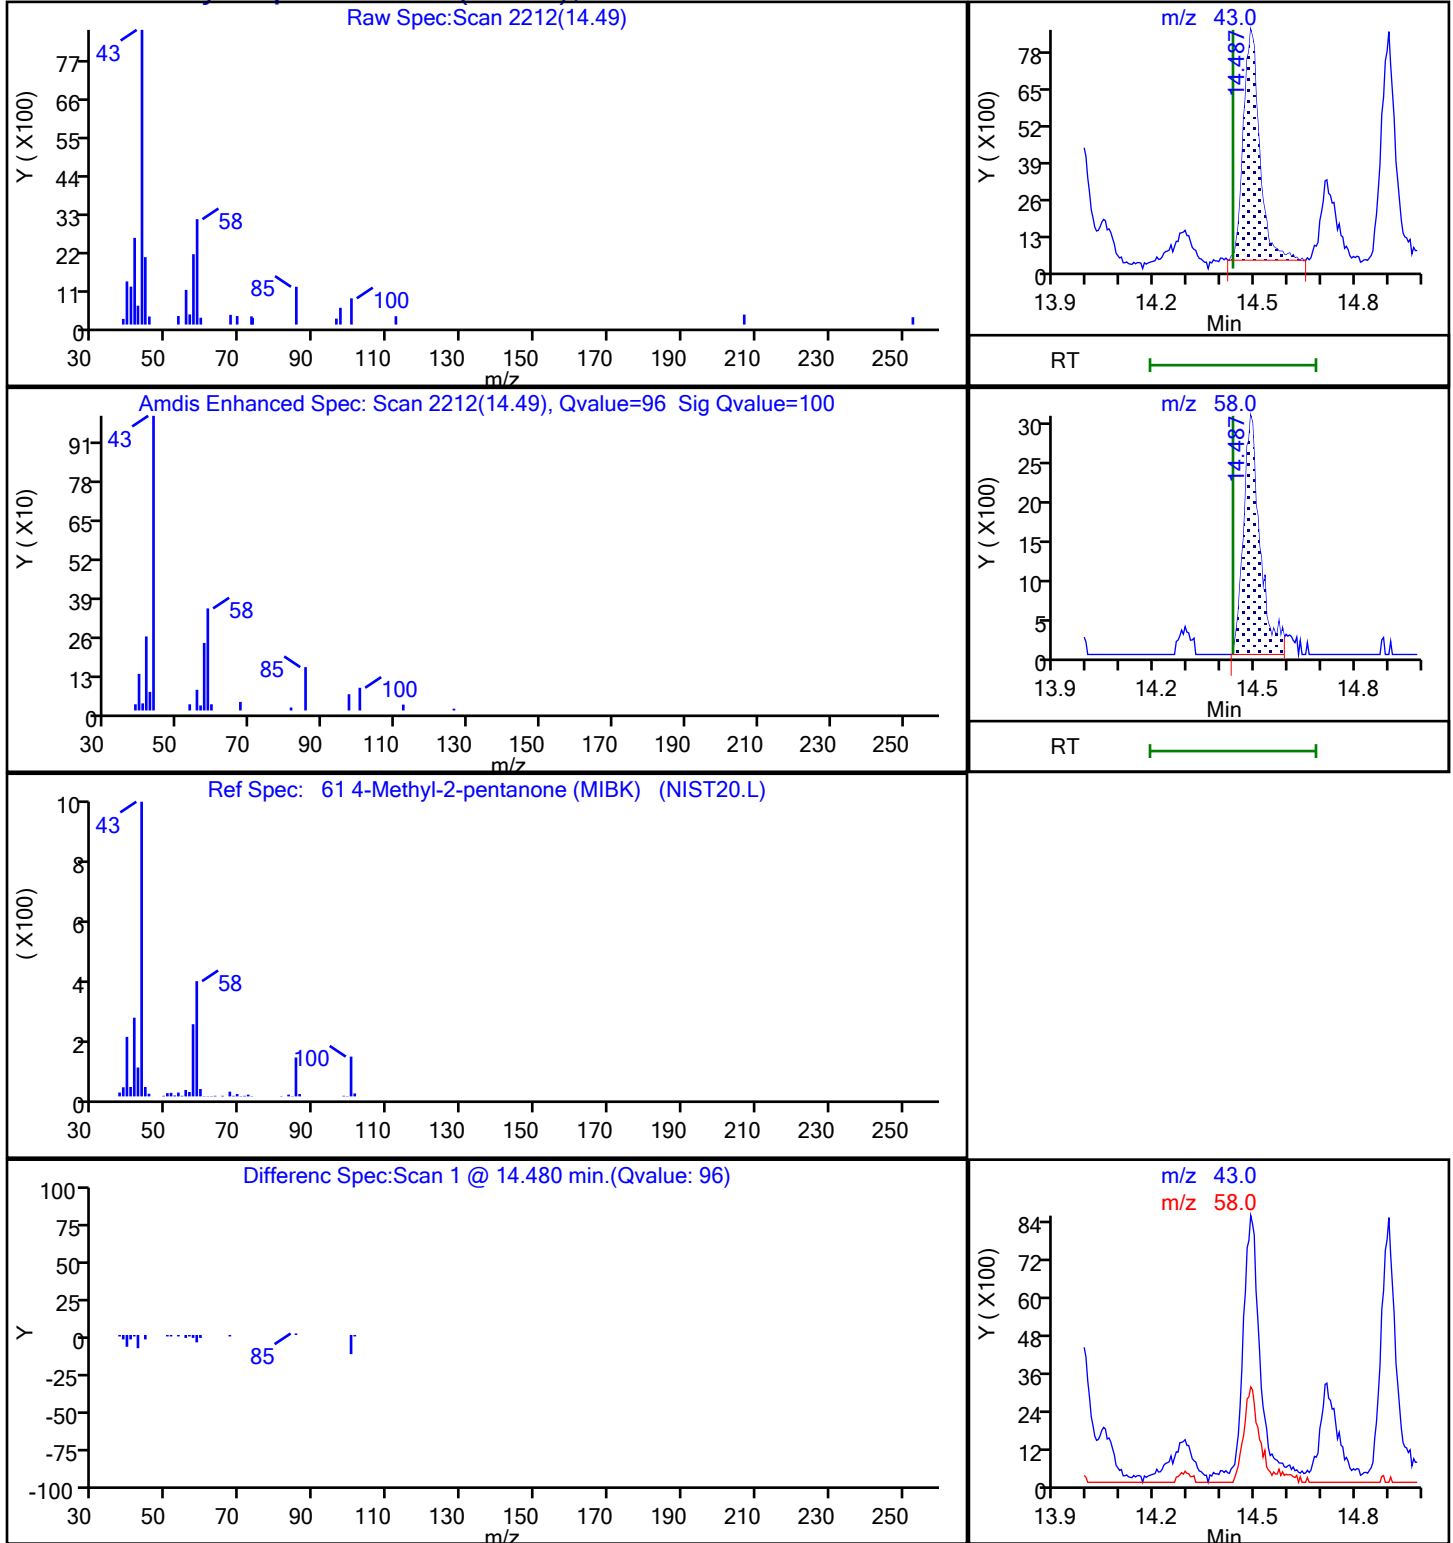 Raw Spec:Scan 2212(14.49)
Y ( X100)
77
66
55
44
33
22
11
0
43
58
85
100
30 50 70 90 110 130 150 170 190 210 230 250
m/z
m/z 43.0
14.487
Y ( X100)
78
65
52
39
26
13
0
13.9 14.2 14.5 14.8
Min
RT
Amdis Enhanced Spec: Scan 2212(14.49), Qvalue=96 Sig Qvalue=100
Y ( X10)
91
78
65
52
39
26
13
0
43
58
85
100
30 50 70 90 110 130 150 170 190 210 230 250
m/z
m/z 58.0
14.487
Y ( X100)
30
25
20
15
10
5
0
13.9 14.2 14.5 14.8
Min
RT
Ref Spec: 61 4-Methyl-2-pentanone (MIBK) (NIST20.L)
( X100)
10
8
6
4
2
0
43
58
100
30 50 70 90 110 130 150 170 190 210 230 250
Differenc Spec:Scan 1 @ 14.480 min.(Qvalue: 96)
Y
100
75
50
25
0
-25
-50
-75
-100
85
30 50 70 90 110 130 150 170 190 210 230 250
m/z
m/z 43.0
m/z 58.0
Y ( X100)
84
72
60
48
36
24
12
0
13.9 14.2 14.5 14.8
Min